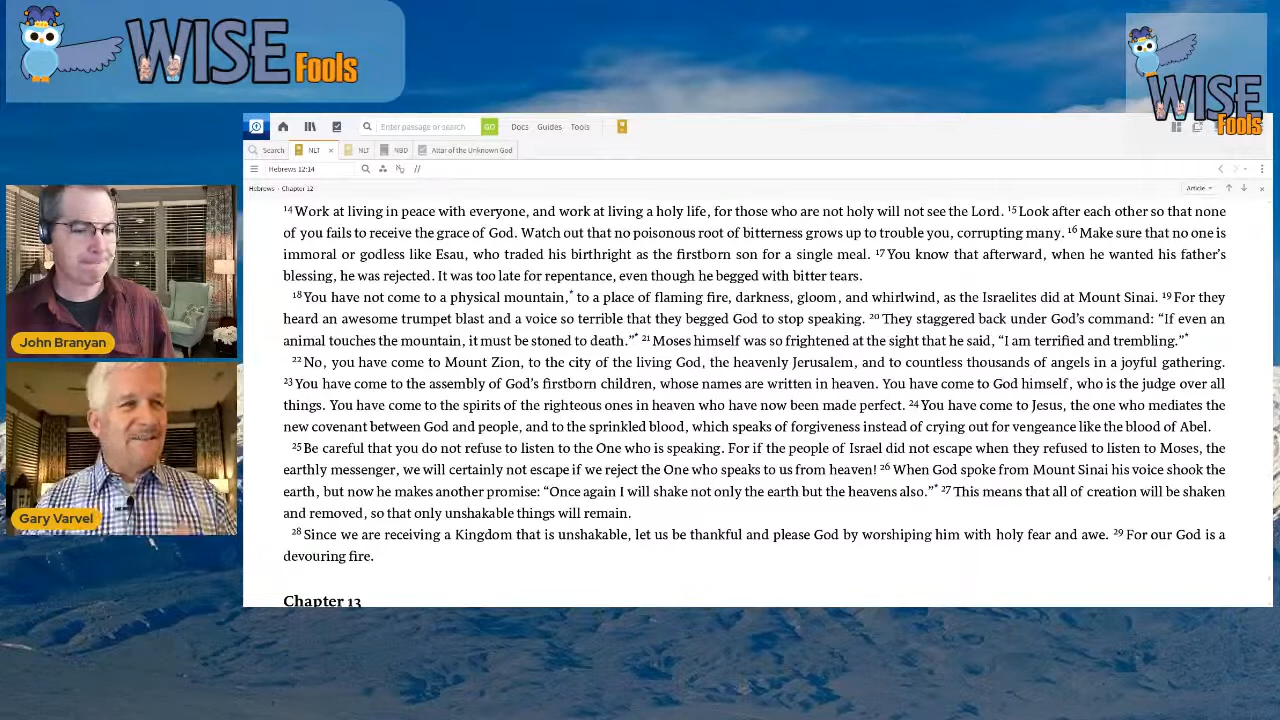 WISE Fools
WISE
Fools
Enter passage or search GO Docs Guides Tools
Search NLT × NLT NBD Altar of the Unknown God
Hebrews 12:14 //
Hebrews › Chapter 12 Article
14 Work at living in peace with everyone, and work at living a holy life, for those who are not holy will not see the Lord. 15 Look after each other so that none
of you fails to receive the grace of God. Watch out that no poisonous root of bitterness grows up to trouble you, corrupting many. 16 Make sure that no one is
immoral or godless like Esau, who traded his birthright as the firstborn son for a single meal. 17 You know that afterward, when he wanted his father’s
blessing, he was rejected. It was too late for repentance, even though he begged with bitter tears.
18 You have not come to a physical mountain,* to a place of flaming fire, darkness, gloom, and whirlwind, as the Israelites did at Mount Sinai. 19 For they
heard an awesome trumpet blast and a voice so terrible that they begged God to stop speaking. 20 They staggered back under God’s command: “If even an
animal touches the mountain, it must be stoned to death.”* 21 Moses himself was so frightened at the sight that he said, “I am terrified and trembling.”*
22 No, you have come to Mount Zion, to the city of the living God, the heavenly Jerusalem, and to countless thousands of angels in a joyful gathering.
23 You have come to the assembly of God’s firstborn children, whose names are written in heaven. You have come to God himself, who is the judge over all
things. You have come to the spirits of the righteous ones in heaven who have now been made perfect. 24 You have come to Jesus, the one who mediates the
new covenant between God and people, and to the sprinkled blood, which speaks of forgiveness instead of crying out for vengeance like the blood of Abel.
25 Be careful that you do not refuse to listen to the One who is speaking. For if the people of Israel did not escape when they refused to listen to Moses, the
earthly messenger, we will certainly not escape if we reject the One who speaks to us from heaven! 26 When God spoke from Mount Sinai his voice shook the
earth, but now he makes another promise: “Once again I will shake not only the earth but the heavens also.”* 27 This means that all of creation will be shaken
and removed, so that only unshakable things will remain.
28 Since we are receiving a Kingdom that is unshakable, let us be thankful and please God by worshiping him with holy fear and awe. 29 For our God is a
devouring fire.
Chapter 13
John Branyan
Gary Varvel